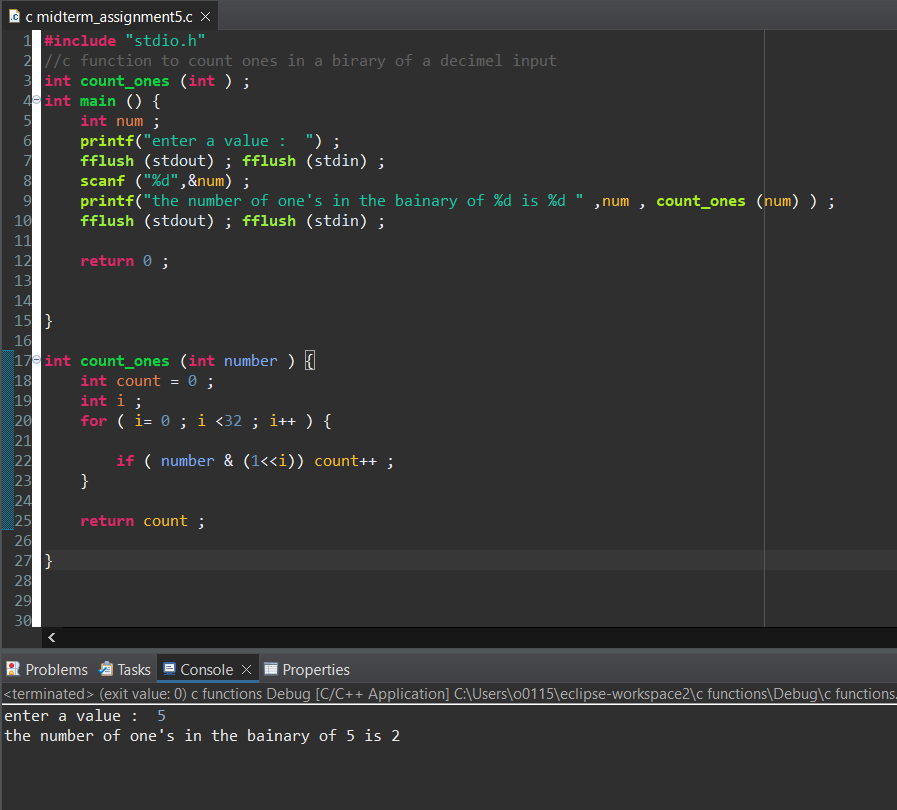 c midterm_assignment5.c
1 #include "stdio.h"
2 //c function to count ones in a birary of a decimel input
3 int count_ones (int ) ;
4 int main () {
5 int num ;
6 printf("enter a value :  ") ;
7 fflush (stdout) ; fflush (stdin) ;
8 scanf ("%d",&num) ;
9 printf("the number of one's in the bainary of %d is %d " ,num , count_ones (num) ) ;
10 fflush (stdout) ; fflush (stdin) ;
11
12 return 0 ;
13
14
15 }
16
17 int count_ones (int number ) {
18 int count = 0 ;
19 int i ;
20 for ( i= 0 ; i <32 ; i++ ) {
21
22 if ( number & (1<<i)) count++ ;
23 }
24
25 return count ;
26
27 }
28
29
30
Problems Tasks Console Properties
<terminated> (exit value: 0) c functions Debug [C/C++ Application] C:\Users\o0115\eclipse-workspace2\c functions\Debug\c functions.
enter a value :  5
the number of one's in the bainary of 5 is 2